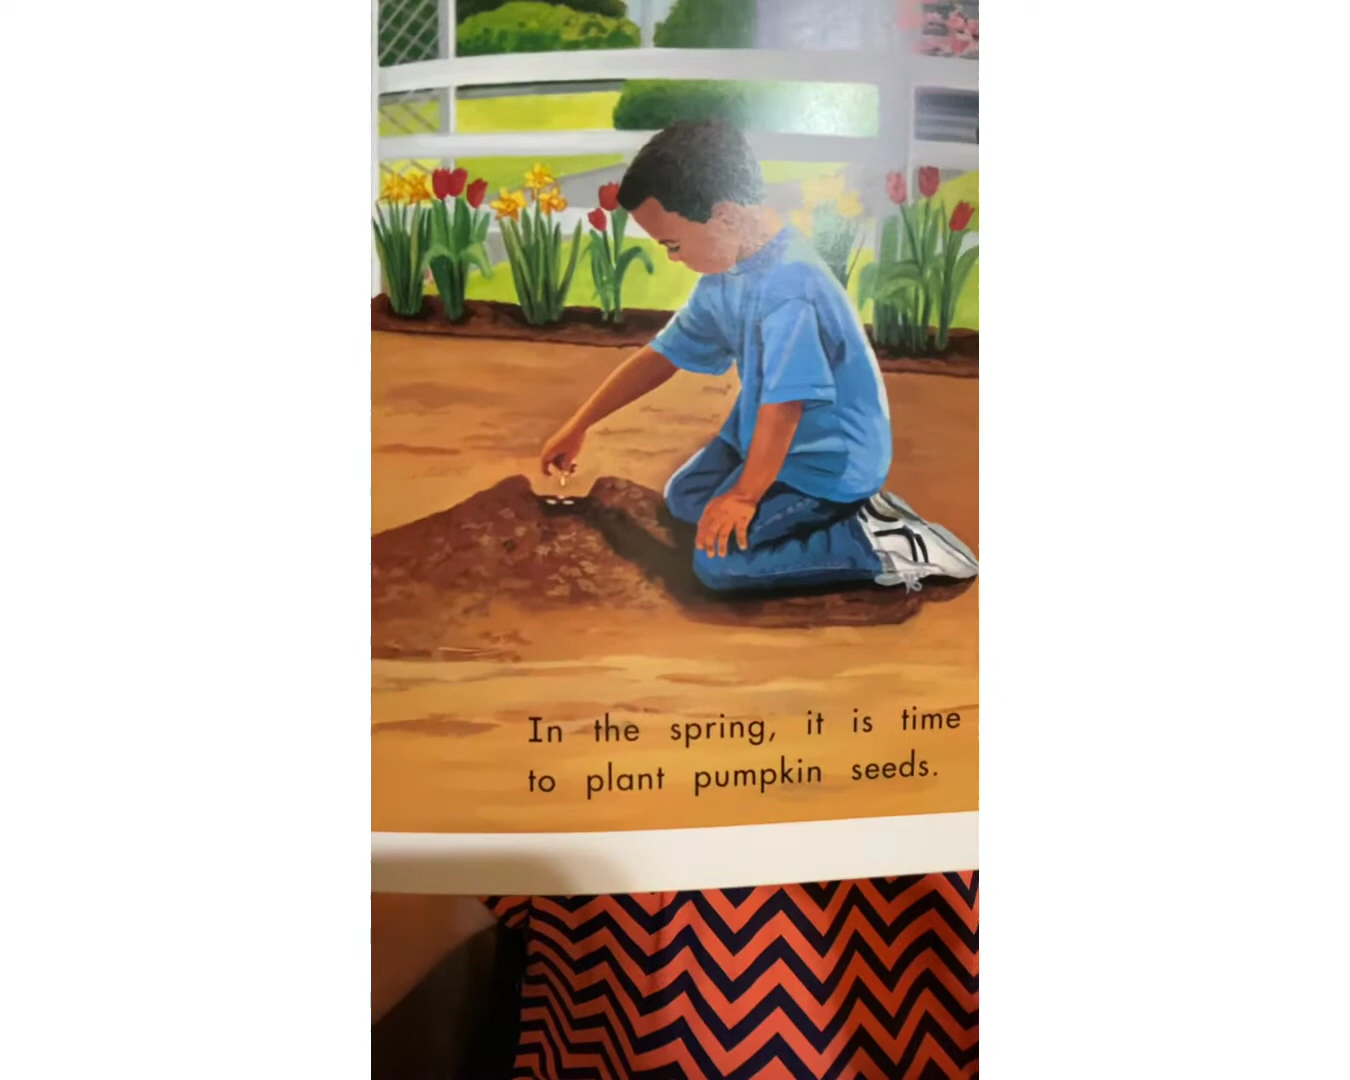 In the spring, it is time
to plant pumpkin seeds.